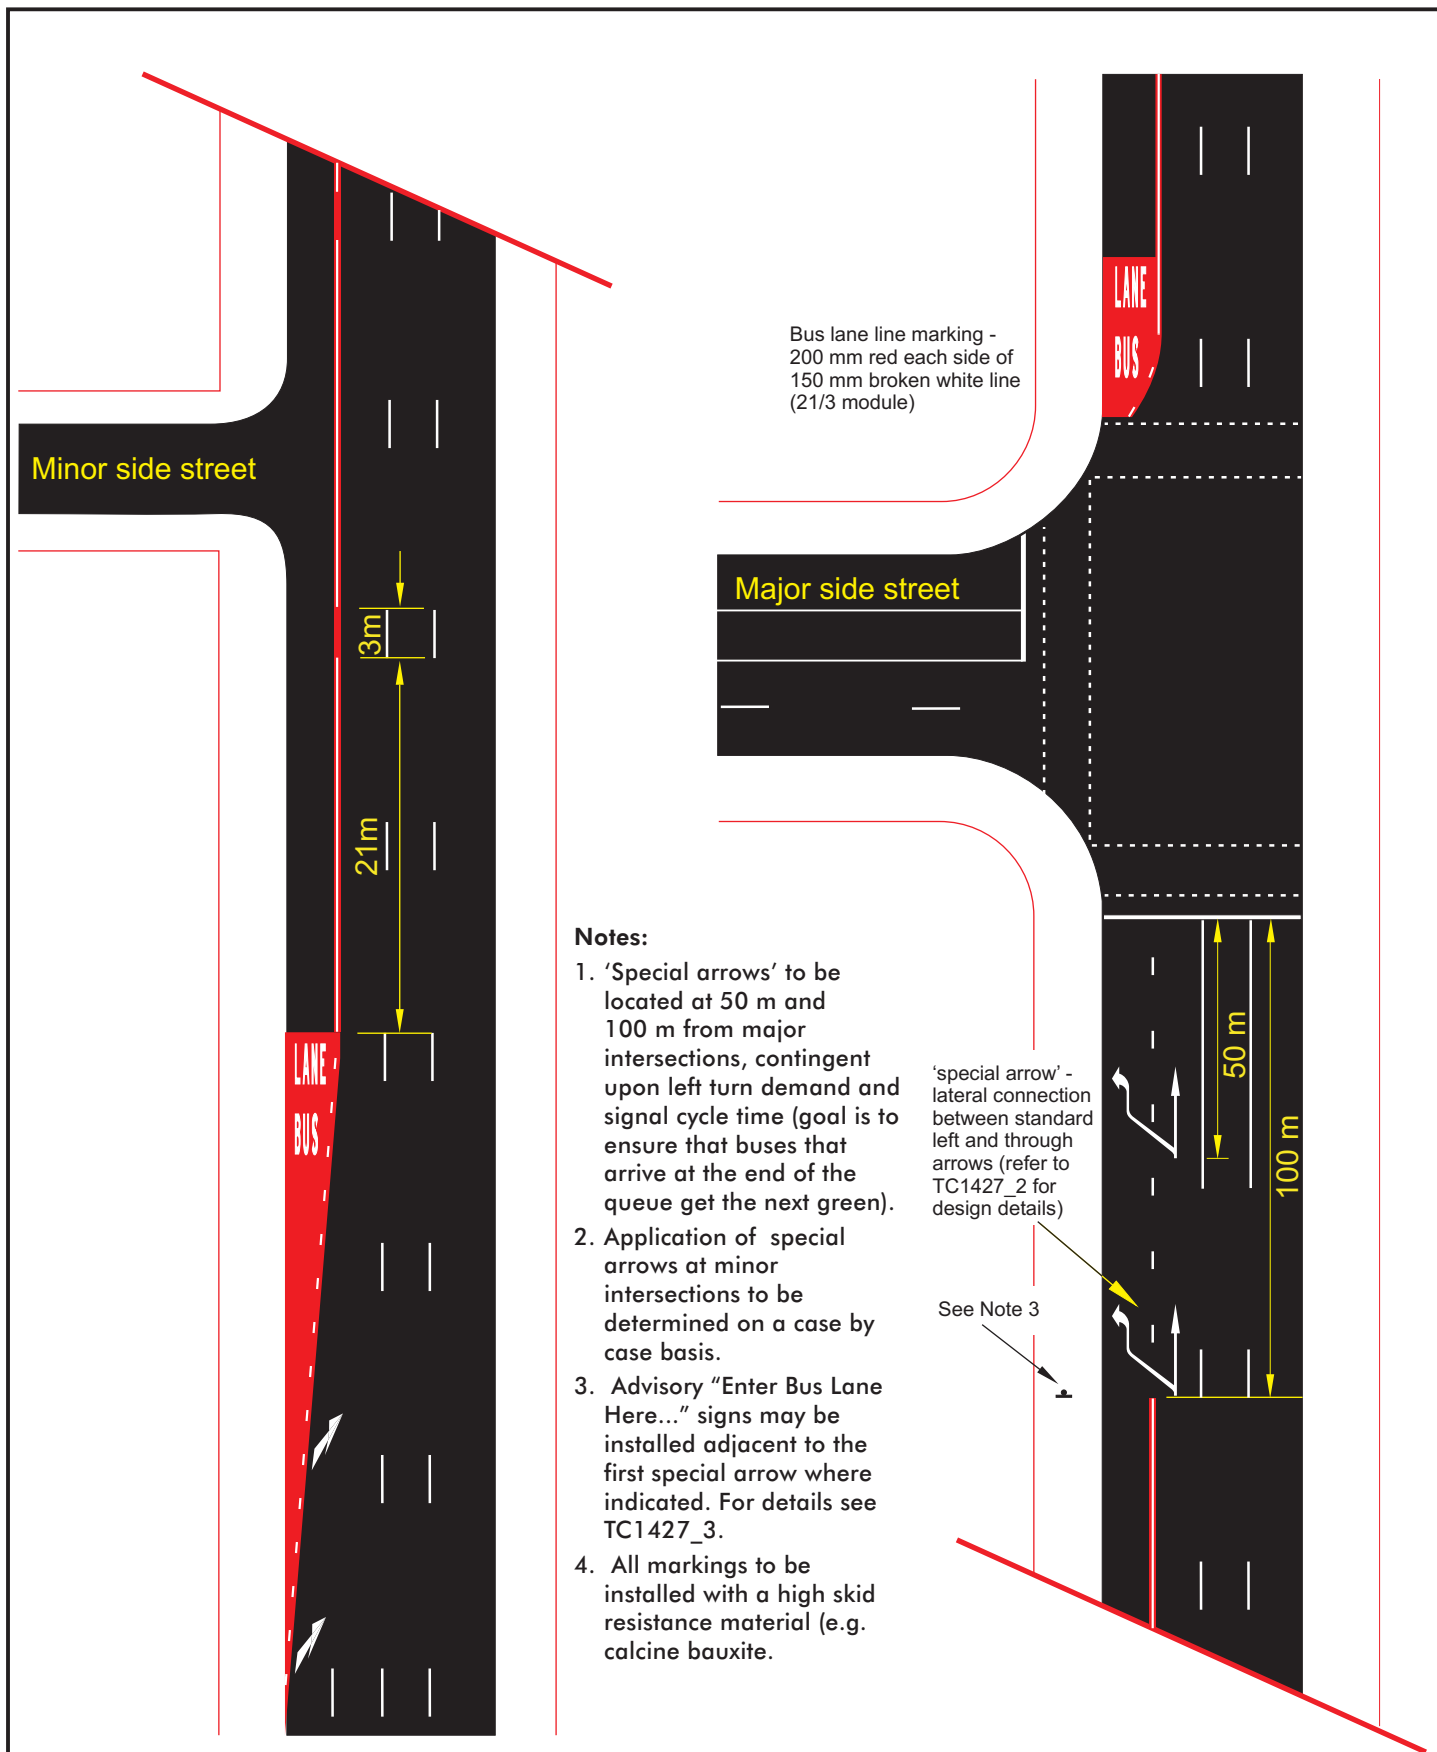 Minor side street
3m
21m
LANE
BUS
Bus lane line marking -
200 mm red each side of
150 mm broken white line
(21/3 module)
LANE
BUS
Major side street
Notes:
1. ‘Special arrows’ to be
located at 50 m and
100 m from major
intersections, contingent
upon left turn demand and
signal cycle time (goal is to
ensure that buses that
arrive at the end of the
queue get the next green).
2. Application of special
arrows at minor
intersections to be
determined on a case by
case basis.
3. Advisory “Enter Bus Lane
Here...” signs may be
installed adjacent to the
first special arrow where
indicated. For details see
TC1427_3.
4. All markings to be
installed with a high skid
resistance material (e.g.
calcine bauxite.
‘special arrow’ -
lateral connection
between standard
left and through
arrows (refer to
TC1427_2 for
design details)
See Note 3
50 m
100 m